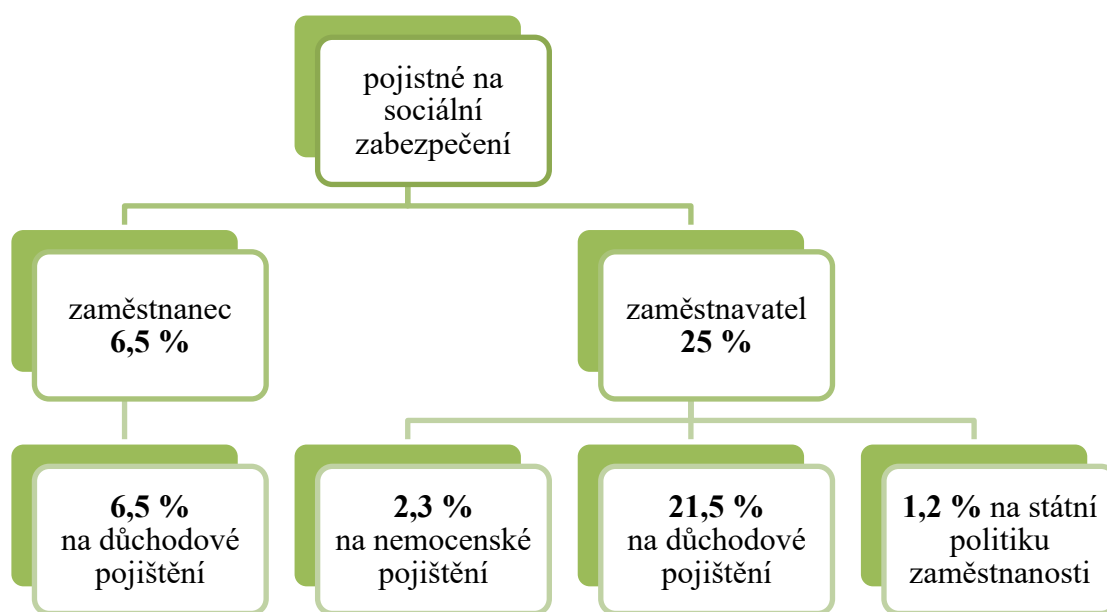 pojistné na
sociální
zabezpečení
zaměstnanec
6,5 %
zaměstnavatel
25 %
6,5 %
na důchodové
pojištění
2,3 %
na nemocenské
pojištění
21,5 %
na důchodové
pojištění
1,2 % na státní
politiku
zaměstnanosti